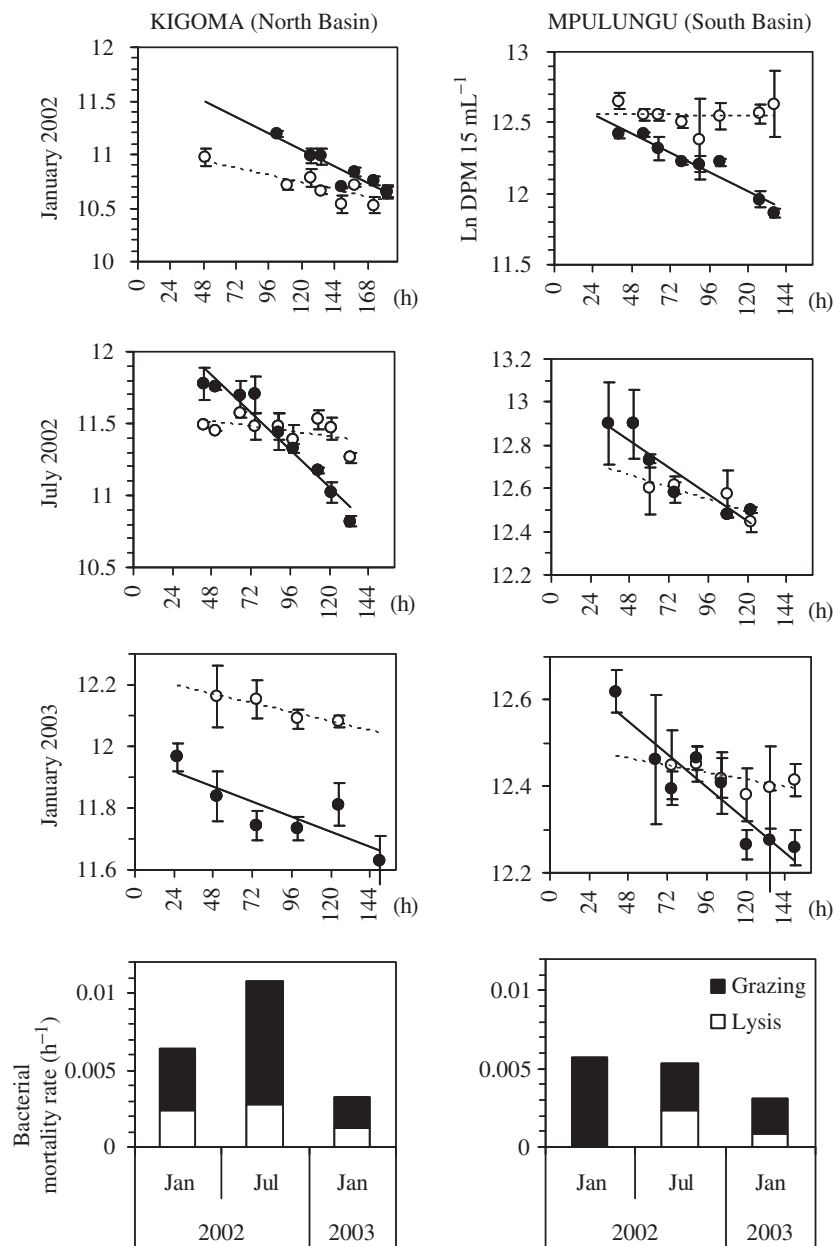 KIGOMA (North Basin)
MPULUNGU (South Basin)
January 2002
12
11.5
11
10.5
10
0 24 48 72 96 120 144 168 (h)
Ln DPM 15 mL⁻¹
13
12.5
12
11.5
0 24 48 72 96 120 144 (h)
July 2002
12
11.5
11
10.5
0 24 48 72 96 120 144 (h)
13.2
13
12.8
12.6
12.4
12.2
0 24 48 72 96 120 144 (h)
January 2003
12.2
12
11.8
11.6
0 24 48 72 96 120 144 (h)
12.6
12.4
12.2
0 24 48 72 96 120 144 (h)
Bacterial
mortality rate (h⁻¹)
0.01
0.005
0
Jan Jul Jan
2002 2003
0.01
0.005
0
Grazing
Lysis
Jan Jul Jan
2002 2003